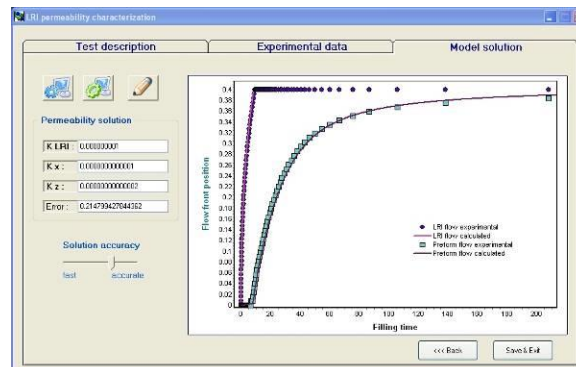 LRI permeability characterization
Test description
Experimental data
Model solution
Permeability solution
K LRI : 0.000000001
K x : 0.0000000000001
K z : 0.00000000000002
Error : 0.214799427844362
Solution accuracy
fast accurate
Flow front position
0.4
0.38
0.36
0.34
0.32
0.3
0.28
0.26
0.24
0.22
0.2
0.18
0.16
0.14
0.12
0.1
0.08
0.06
0.04
0.02
0
0 20 40 60 80 100 120 140 160 180 200
Filling time
LRI flow experimental
LRI flow calculated
Preform flow experimental
Preform flow calculated
<<< Back
Save & Exit